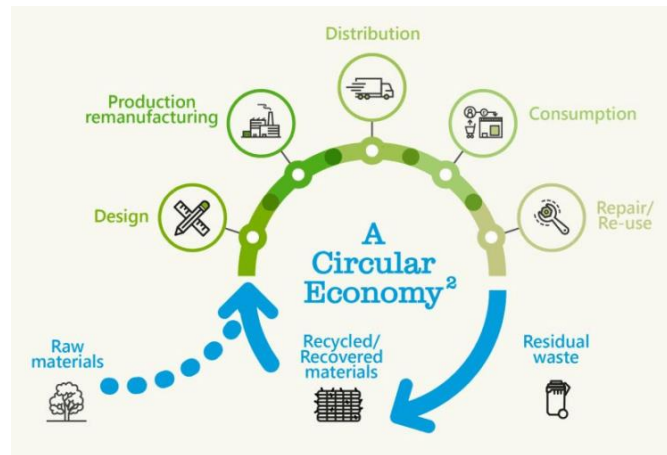 Distribution
Production
remanufacturing
Consumption
Design
Repair/
Re-use
A
Circular
Economy²
Raw
materials
Recycled/
Recovered
materials
Residual
waste